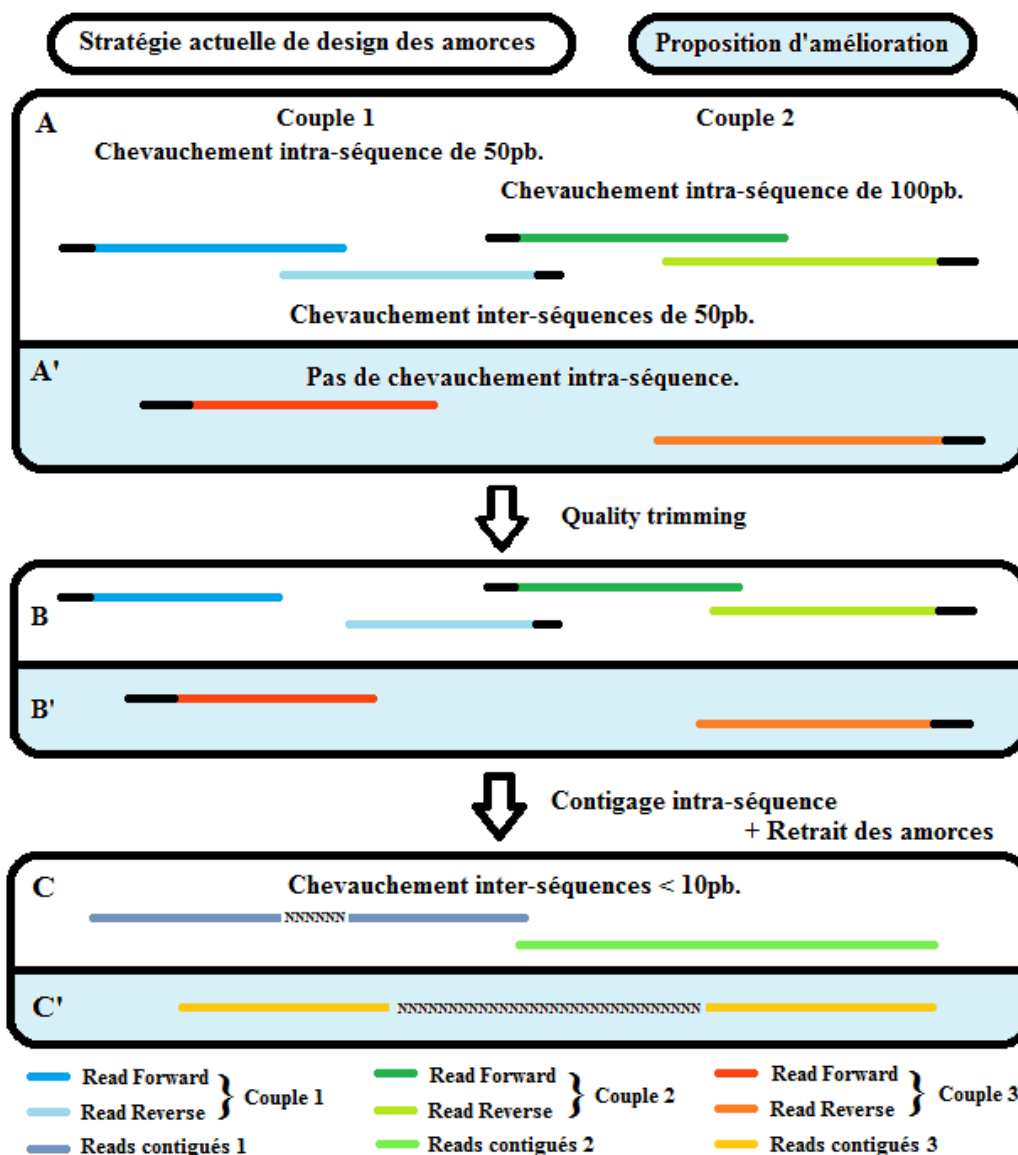 Stratégie actuelle de design des amorces
Proposition d'amélioration
A
Couple 1
Couple 2
Chevauchement intra-séquence de 50pb.
Chevauchement intra-séquence de 100pb.
Chevauchement inter-séquences de 50pb.
A'
Pas de chevauchement intra-séquence.
Quality trimming
B
B'
Contigage intra-séquence
+ Retrait des amorces
C
Chevauchement inter-séquences < 10pb.
NNNNNN
C'
NNNNNNNNNNNNNNNNNNNNNNNNNNNNNN
Read Forward
Read Reverse
} Couple 1
Reads contigués 1
Read Forward
Read Reverse
} Couple 2
Reads contigués 2
Read Forward
Read Reverse
} Couple 3
Reads contigués 3